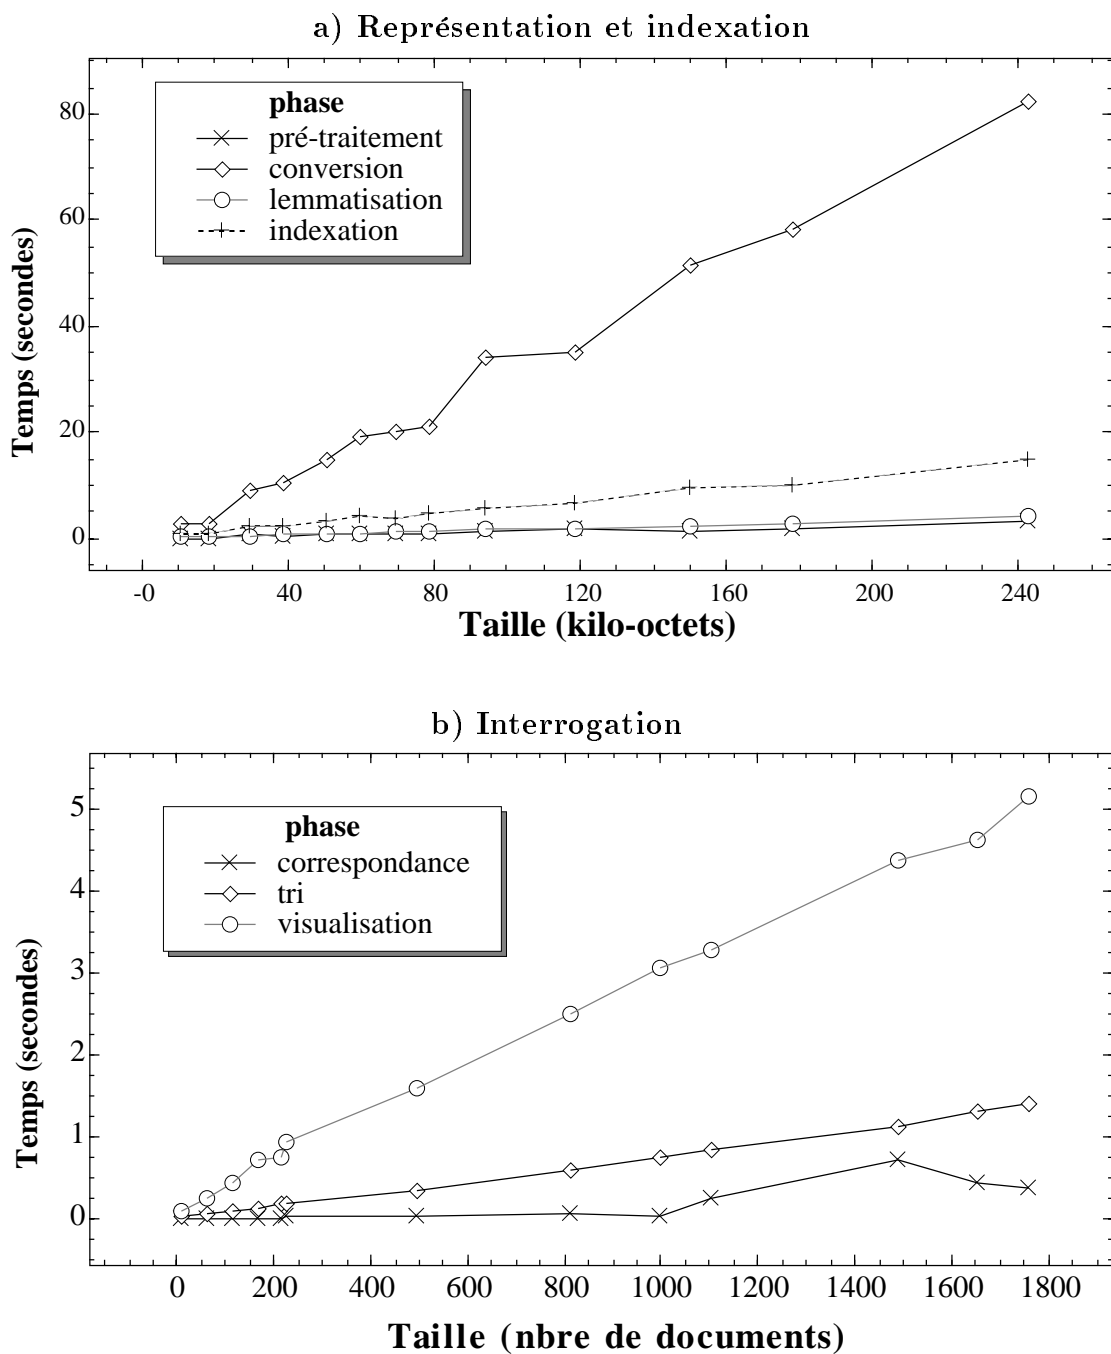 a) Représentation et indexation
80
60
40
20
0
Temps (secondes)
phase
pré-traitement
conversion
lemmatisation
indexation
-0 40 80 120 160 200 240
Taille (kilo-octets)
b) Interrogation
5
4
3
2
1
0
Temps (secondes)
phase
correspondance
tri
visualisation
0 200 400 600 800 1000 1200 1400 1600 1800
Taille (nbre de documents)